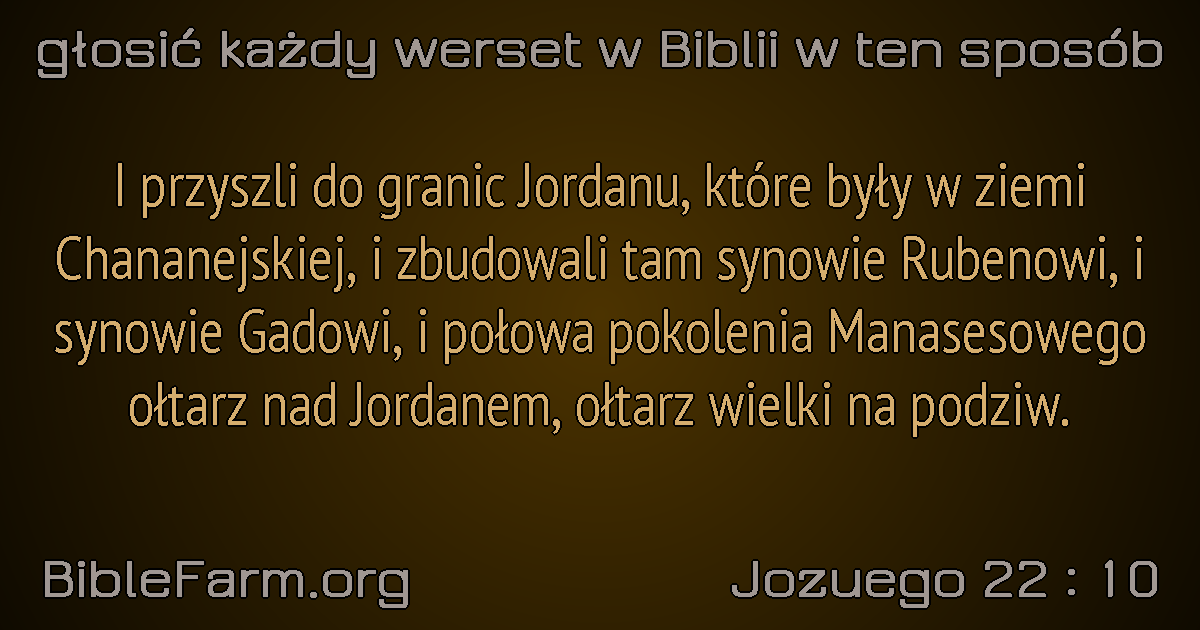 głosić każdy werset w Biblii w ten sposób
I przyszli do granic Jordanu, które były w ziemi
Chananejskiej, i zbudowali tam synowie Rubenowi, i
synowie Gadowi, i połowa pokolenia Manasesowego
ołtarz nad Jordanem, ołtarz wielki na podziw.
BibleFarm.org
Jozuego 22 : 10